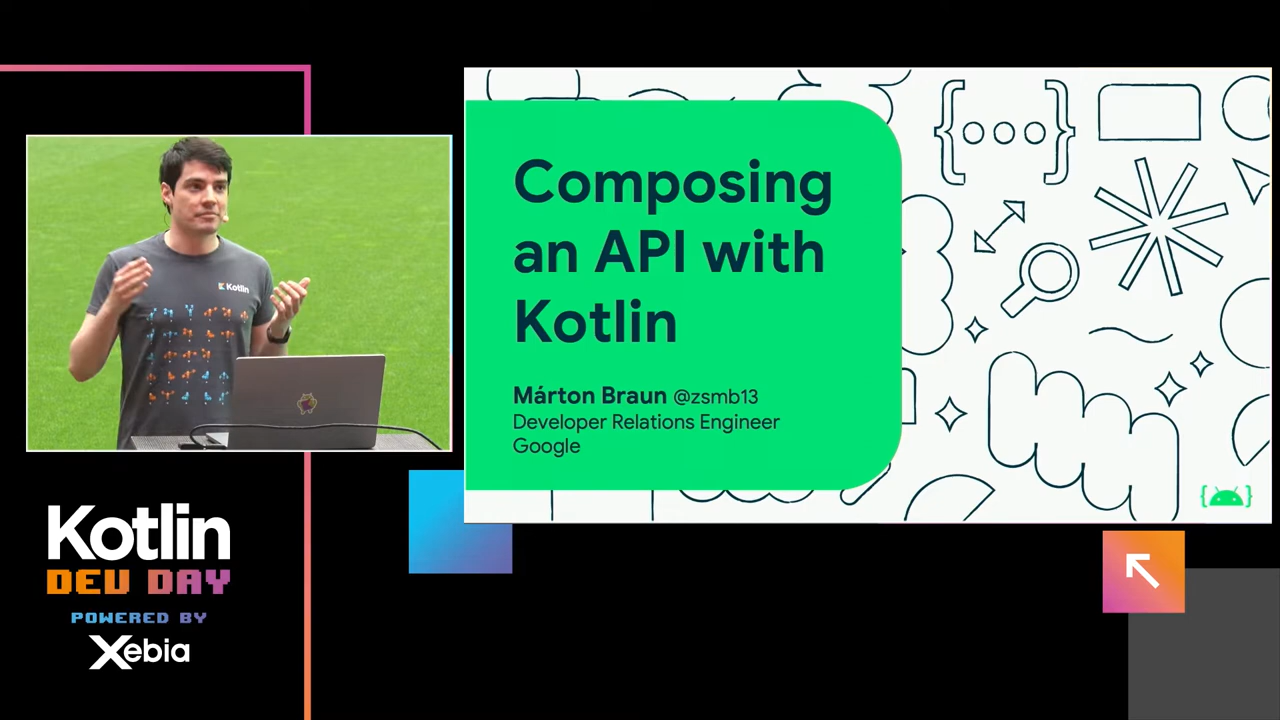 Kotlin
Composing
an API with
Kotlin
Márton Braun @zsmb13
Developer Relations Engineer
Google
{...}
Kotlin
DEV DAY
POWERED BY
Xebia